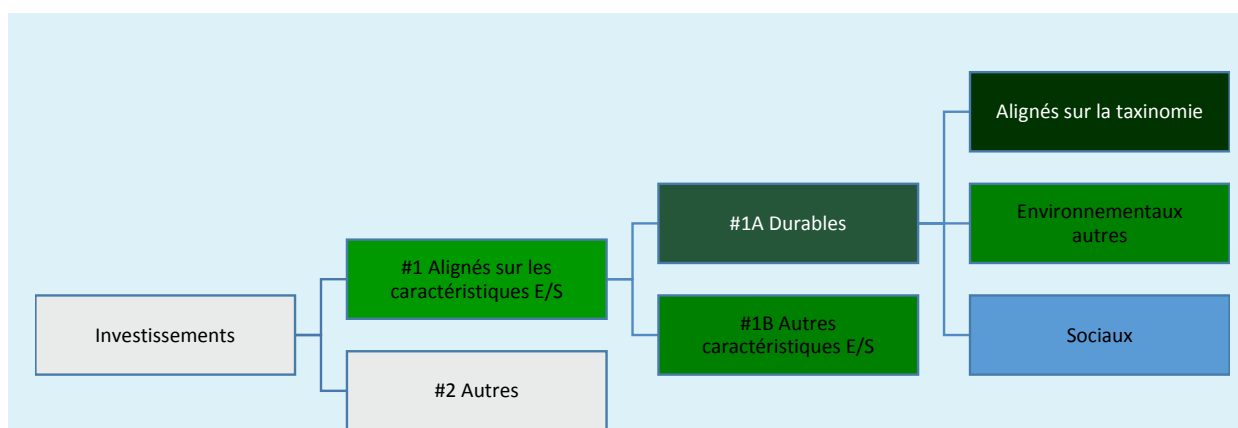 Alignés sur la taxinomie
#1A Durables
Environnementaux
autres
#1 Alignés sur les
caractéristiques E/S
Investissements
#1B Autres
caractéristiques E/S
Sociaux
#2 Autres